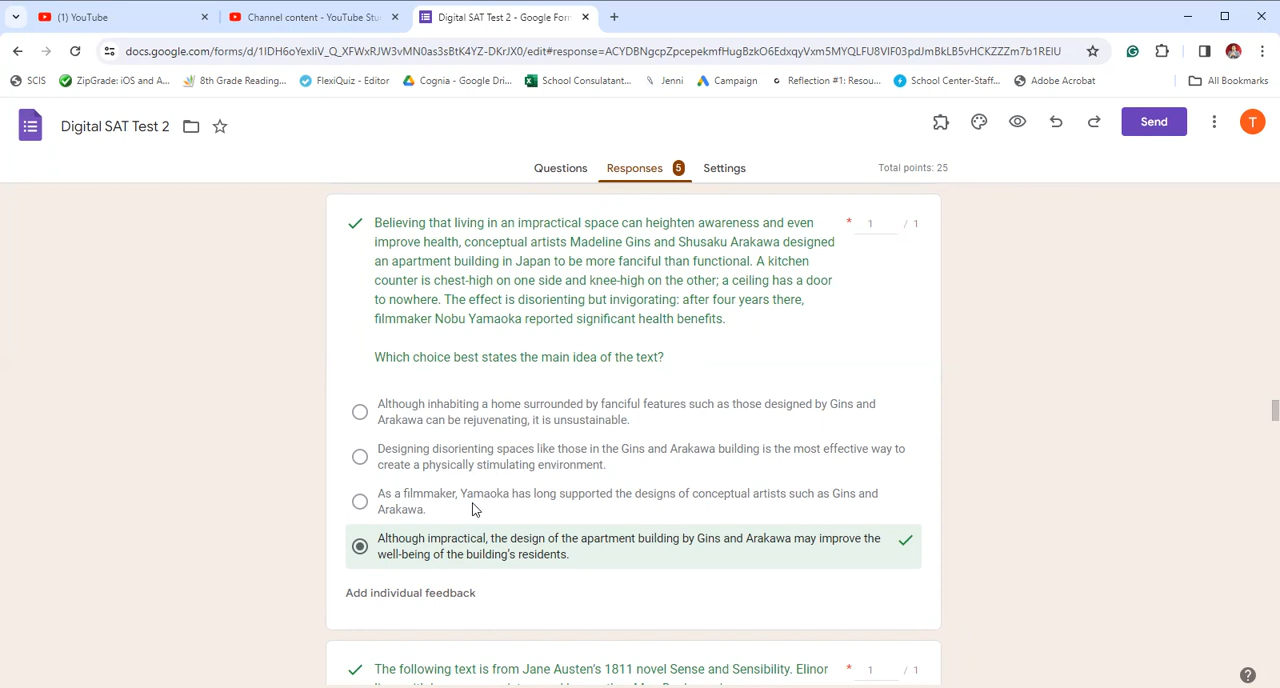 (1) YouTube
Channel content - YouTube Stu
Digital SAT Test 2 - Google For
docs.google.com/forms/d/1IDH6oYexIiV_Q_XFWxRJW3vMN0as3sBtK4YZ-DKrJX0/edit#response=ACYDBNgcpZpcepekmfHugBzkO6EdxqyVxm5MYQLFU8VIF03pdJmBkLB5vHCKZZZm7b1REIU
SCIS
ZipGrade: iOS and A...
8th Grade Reading...
FlexiQuiz - Editor
Cognia - Google Dri...
School Consulatant...
Jenni
Campaign
Reflection #1: Resou...
School Center-Staff...
Adobe Acrobat
All Bookmarks
Digital SAT Test 2
Send
T
Questions
Responses 5
Settings
Total points: 25
Believing that living in an impractical space can heighten awareness and even
improve health, conceptual artists Madeline Gins and Shusaku Arakawa designed
an apartment building in Japan to be more fanciful than functional. A kitchen
counter is chest-high on one side and knee-high on the other; a ceiling has a door
to nowhere. The effect is disorienting but invigorating: after four years there,
filmmaker Nobu Yamaoka reported significant health benefits.
* 1 / 1
Which choice best states the main idea of the text?
Although inhabiting a home surrounded by fanciful features such as those designed by Gins and
Arakawa can be rejuvenating, it is unsustainable.
Designing disorienting spaces like those in the Gins and Arakawa building is the most effective way to
create a physically stimulating environment.
As a filmmaker, Yamaoka has long supported the designs of conceptual artists such as Gins and
Arakawa.
Although impractical, the design of the apartment building by Gins and Arakawa may improve the
well-being of the building's residents.
Add individual feedback
The following text is from Jane Austen's 1811 novel Sense and Sensibility. Elinor
* 1 / 1